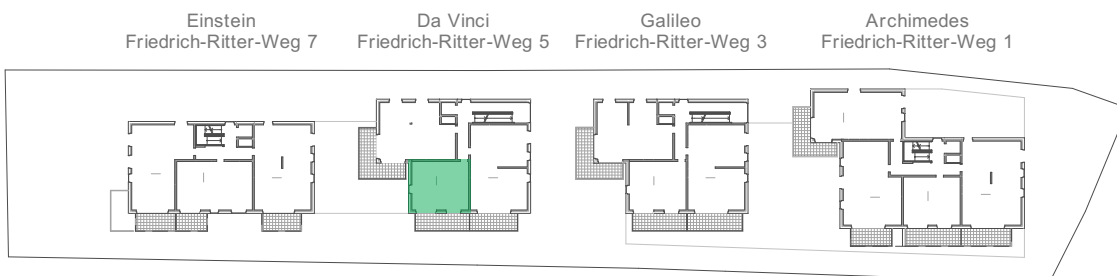 Einstein
Friedrich-Ritter-Weg 7
Da Vinci
Friedrich-Ritter-Weg 5
Galileo
Friedrich-Ritter-Weg 3
Archimedes
Friedrich-Ritter-Weg 1